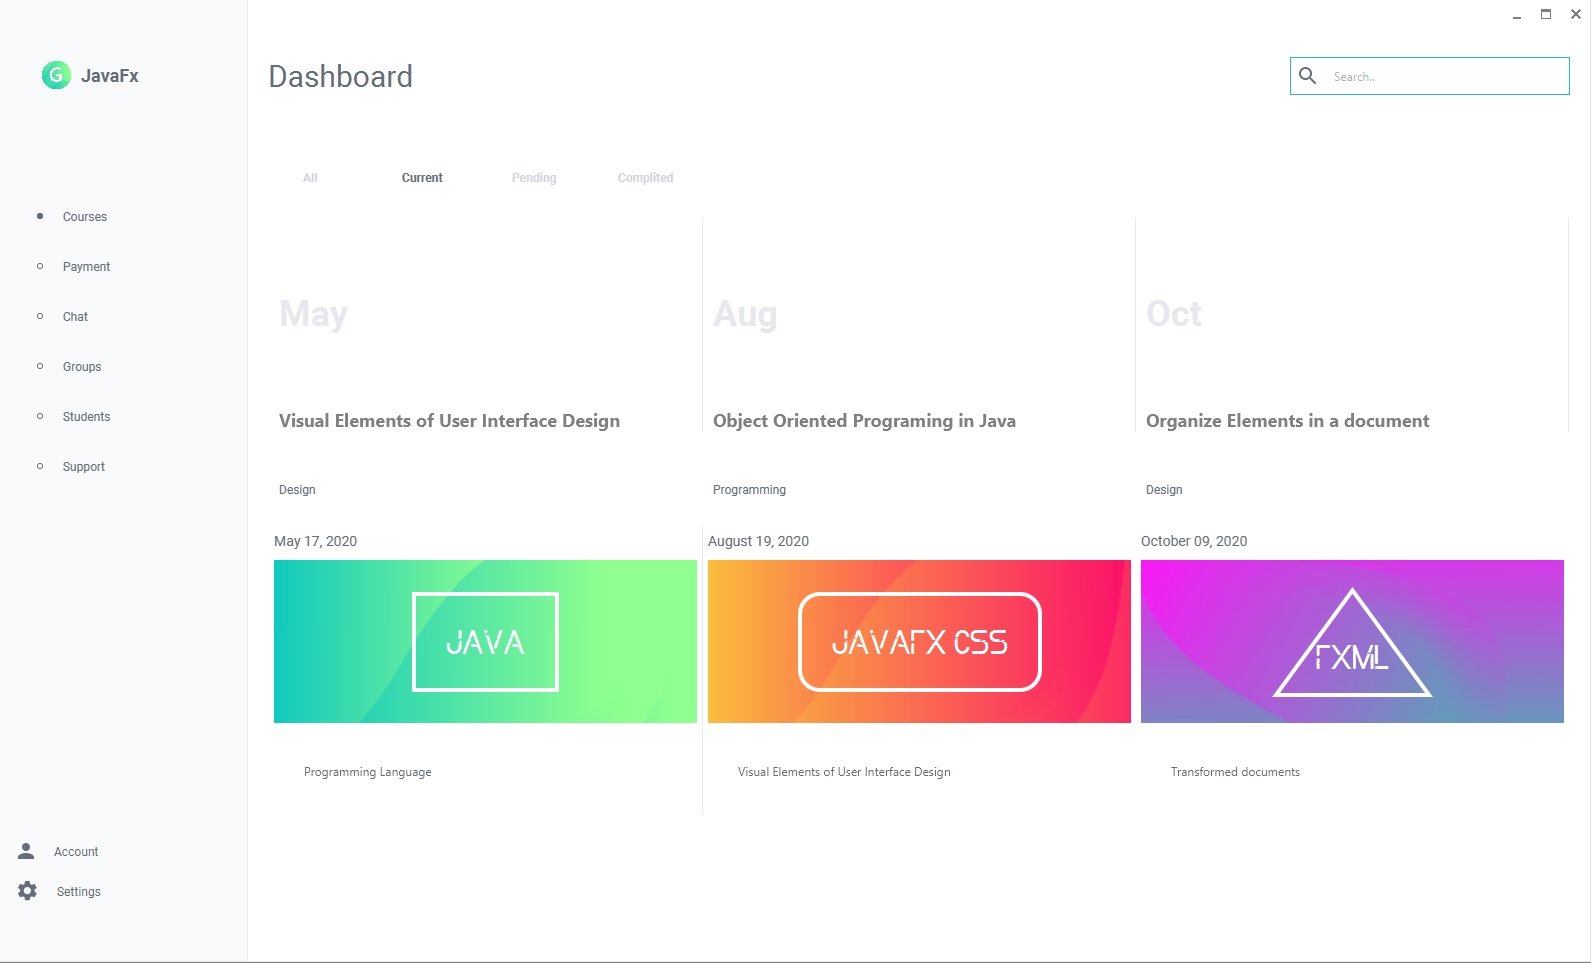 G JavaFx
Dashboard
Search..
All Current Pending Complited
Courses
Payment
Chat
Groups
Students
Support
May
Aug
Oct
Visual Elements of User Interface Design
Object Oriented Programing in Java
Organize Elements in a document
Design
Programming
Design
May 17, 2020
August 19, 2020
October 09, 2020
JAVA
JAVAFX CSS
FXML
Programming Language
Visual Elements of User Interface Design
Transformed documents
Account
Settings